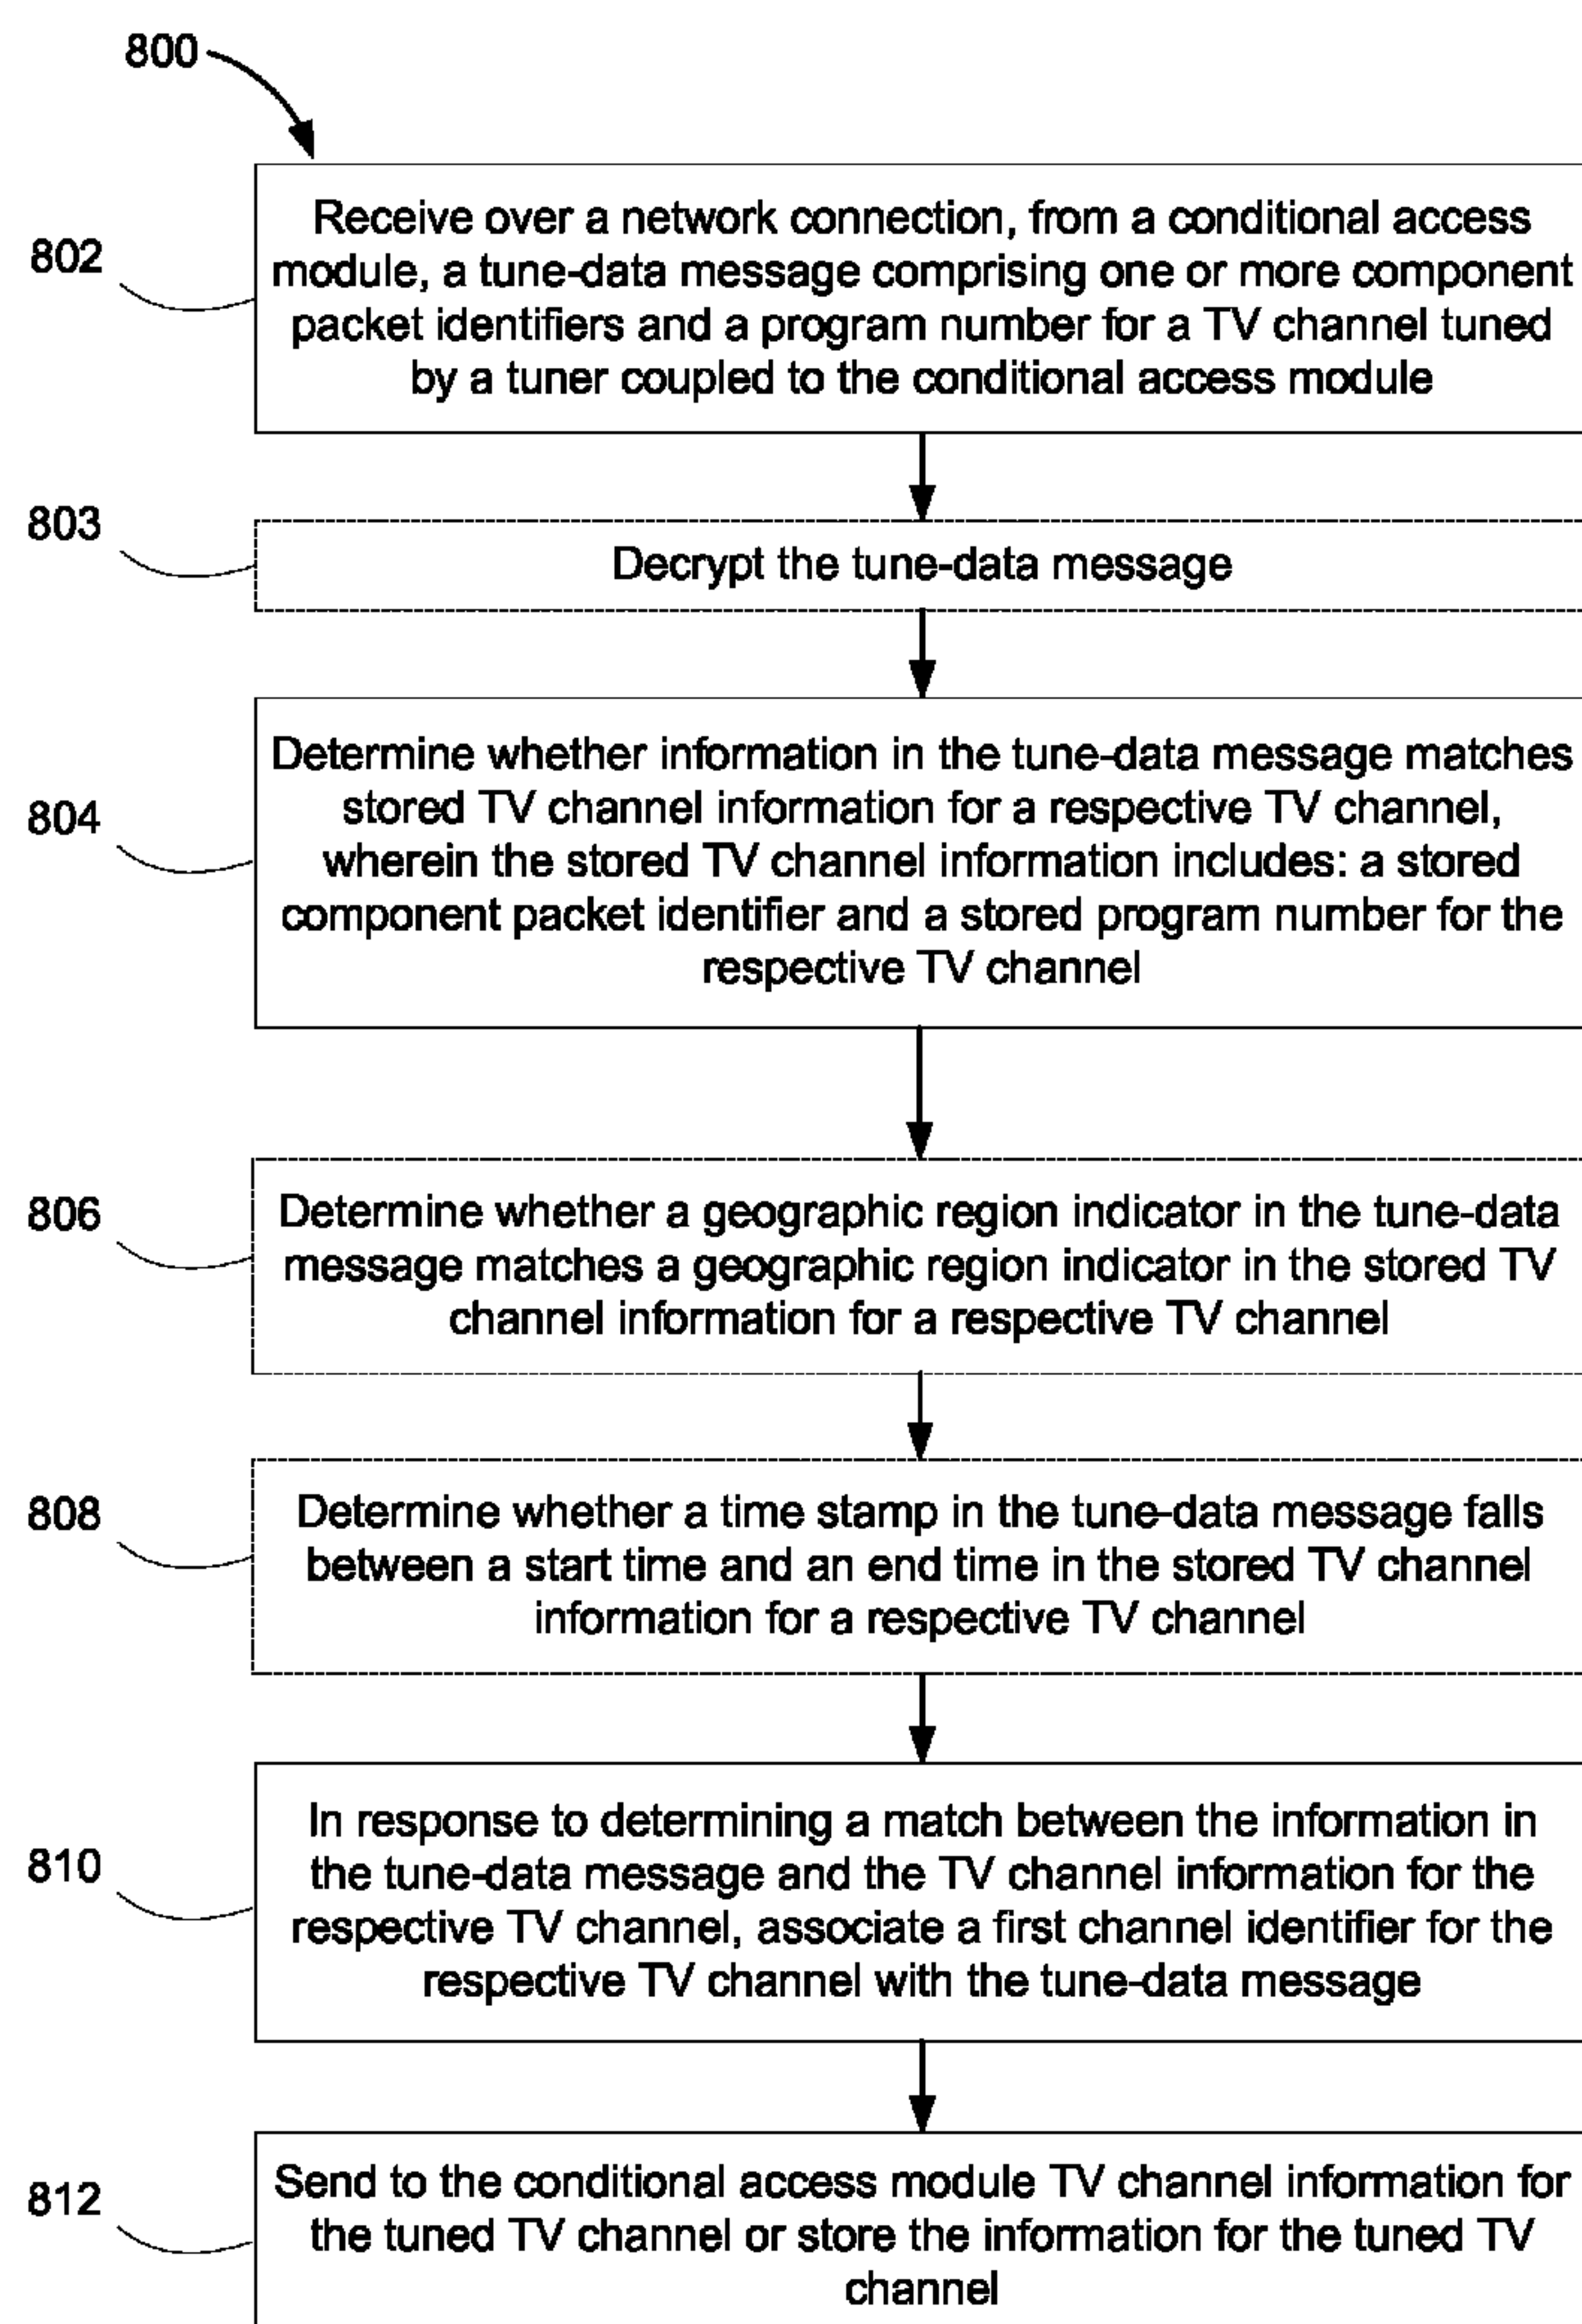 800
802
Receive over a network connection, from a conditional access
module, a tune-data message comprising one or more component
packet identifiers and a program number for a TV channel tuned
by a tuner coupled to the conditional access module
803
Decrypt the tune-data message
804
Determine whether information in the tune-data message matches
stored TV channel information for a respective TV channel,
wherein the stored TV channel information includes: a stored
component packet identifier and a stored program number for the
respective TV channel
806
Determine whether a geographic region indicator in the tune-data
message matches a geographic region indicator in the stored TV
channel information for a respective TV channel
808
Determine whether a time stamp in the tune-data message falls
between a start time and an end time in the stored TV channel
information for a respective TV channel
810
In response to determining a match between the information in
the tune-data message and the TV channel information for the
respective TV channel, associate a first channel identifier for the
respective TV channel with the tune-data message
812
Send to the conditional access module TV channel information for
the tuned TV channel or store the information for the tuned TV
channel